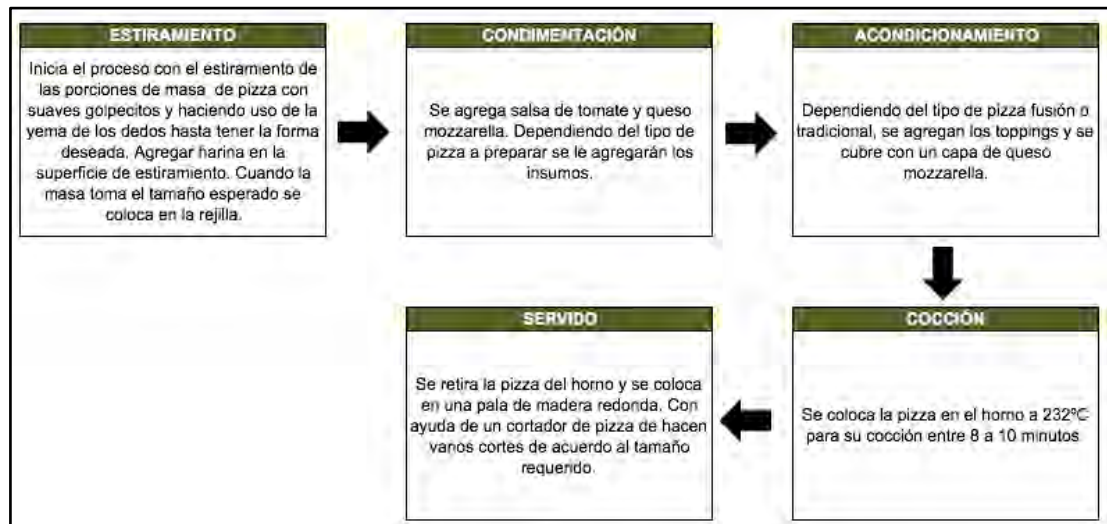 ESTIRAMIENTO
Inicia el proceso con el estiramiento de
las porciones de masa de pizza con
suaves golpecitos y haciendo uso de la
yema de los dedos hasta tener la forma
deseada. Agregar harina en la
superficie de estiramiento. Cuando la
masa toma el tamaño esperado se
coloca en la rejilla.
CONDIMENTACIÓN
Se agrega salsa de tomate y queso
mozzarella. Dependiendo del tipo de
pizza a preparar se le agregarán los
insumos.
ACONDICIONAMIENTO
Dependiendo del tipo de pizza fusión o
tradicional, se agregan los toppings y se
cubre con un capa de queso
mozzarella.
COCCIÓN
Se coloca la pizza en el horno a 232ºC
para su cocción entre 8 a 10 minutos
SERVIDO
Se retira la pizza del horno y se coloca
en una pala de madera redonda. Con
ayuda de un cortador de pizza de hacen
varios cortes de acuerdo al tamaño
requerido.